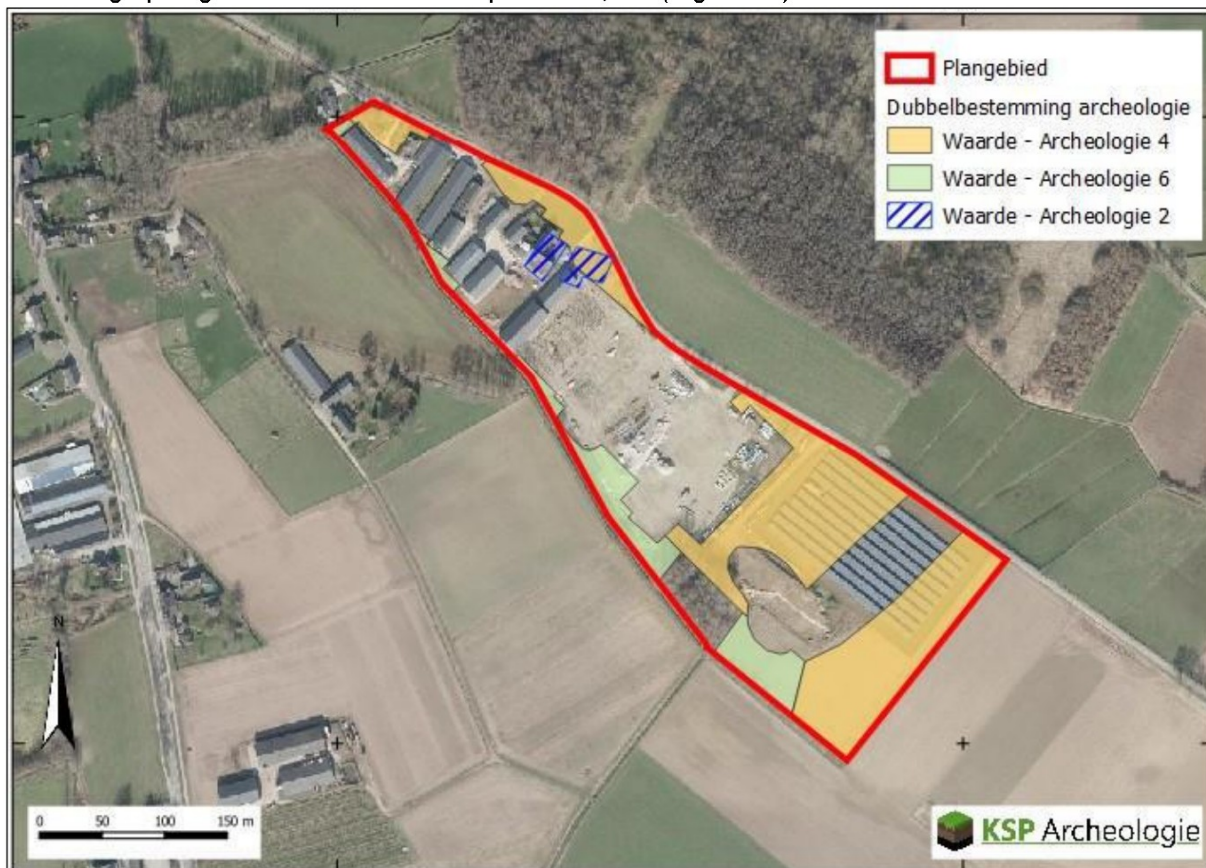 Plangebied
Dubbelbestemming archeologie
Waarde - Archeologie 4
Waarde - Archeologie 6
Waarde - Archeologie 2
N
0 50 100 150 m
KSP Archeologie